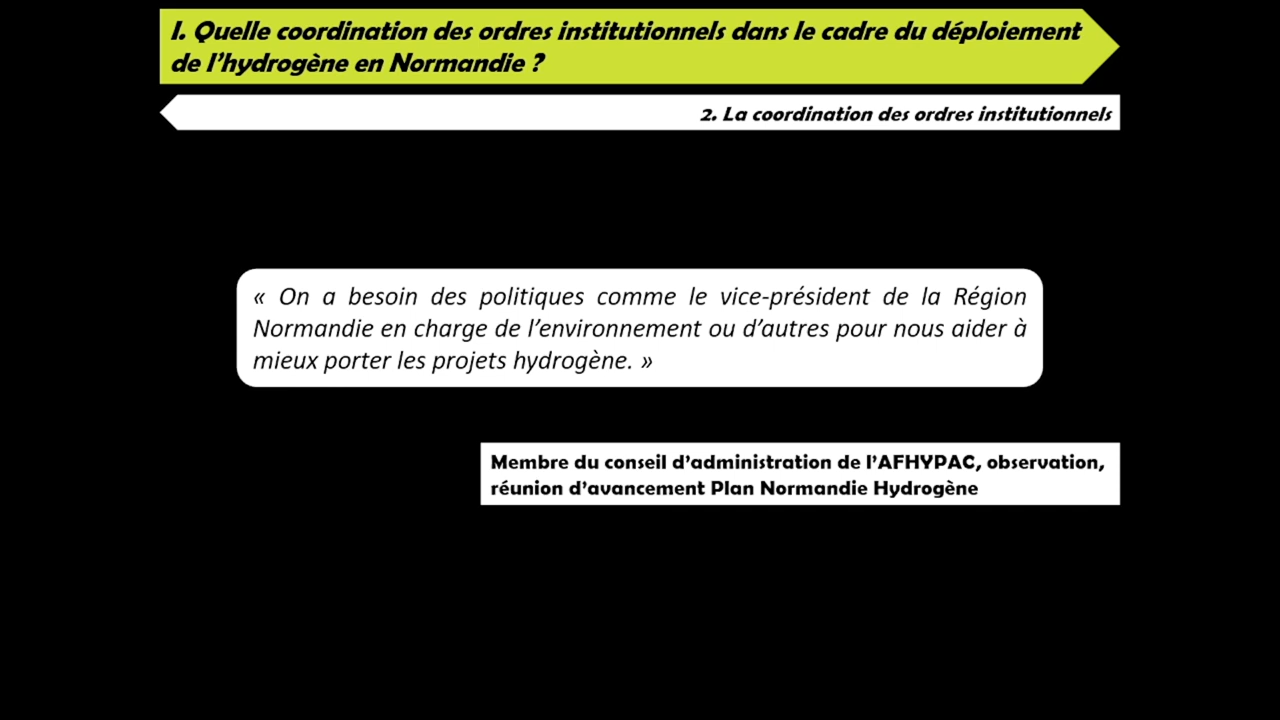 I. Quelle coordination des ordres institutionnels dans le cadre du déploiement
de l'hydrogène en Normandie ?
2. La coordination des ordres institutionnels
« On a besoin des politiques comme le vice-président de la Région
Normandie en charge de l'environnement ou d'autres pour nous aider à
mieux porter les projets hydrogène. »
Membre du conseil d'administration de l'AFHYPAC, observation,
réunion d'avancement Plan Normandie Hydrogène